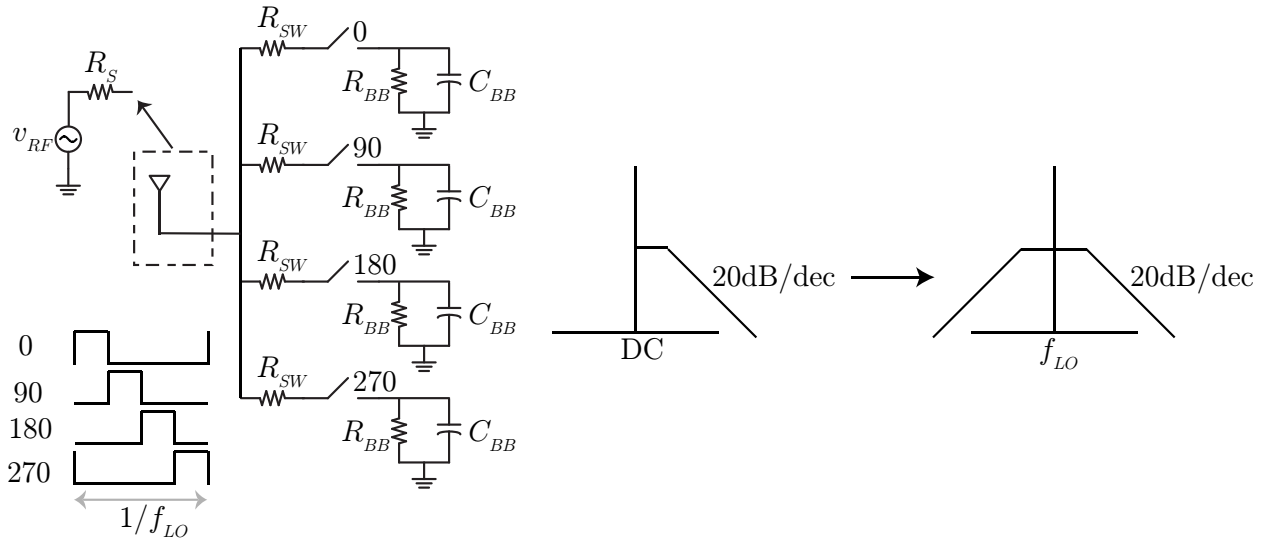 R_SW 0
R_BB C_BB
R_S
v_RF
R_SW 90
R_BB C_BB
R_SW 180
R_BB C_BB
R_SW 270
R_BB C_BB
0
90
180
270
1/f_LO
20dB/dec
DC
20dB/dec
f_LO